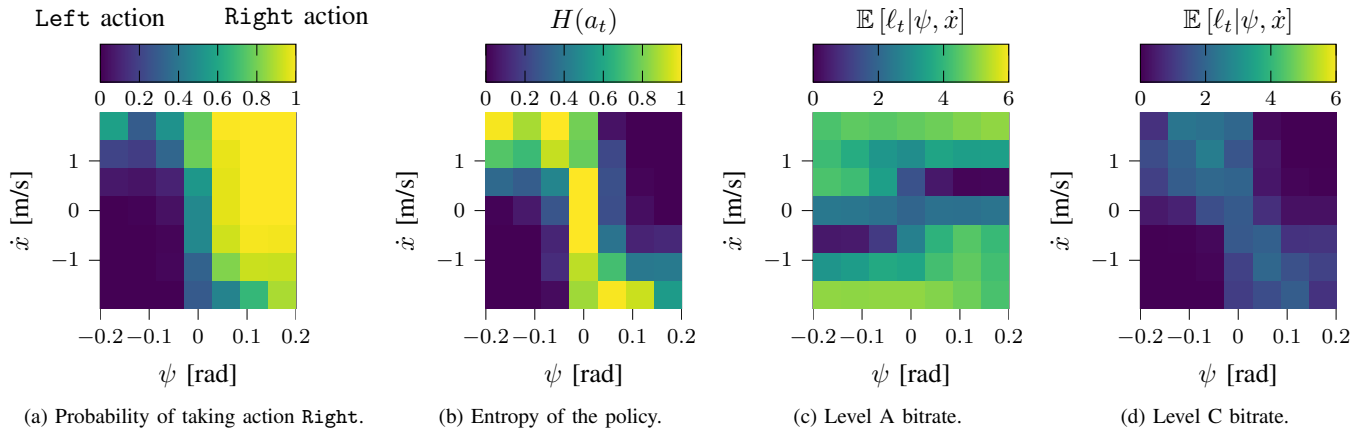 Left action Right action
0 0.2 0.4 0.6 0.8 1
1
0
−1
ẋ [m/s]
−0.2 −0.1 0 0.1 0.2
ψ [rad]
(a) Probability of taking action Right.
H(a_t)
0 0.2 0.4 0.6 0.8 1
1
0
−1
ẋ [m/s]
−0.2 −0.1 0 0.1 0.2
ψ [rad]
(b) Entropy of the policy.
𝔼 [ℓ_t|ψ, ẋ]
0 2 4 6
1
0
−1
ẋ [m/s]
−0.2 −0.1 0 0.1 0.2
ψ [rad]
(c) Level A bitrate.
𝔼 [ℓ_t|ψ, ẋ]
0 2 4 6
1
0
−1
ẋ [m/s]
−0.2 −0.1 0 0.1 0.2
ψ [rad]
(d) Level C bitrate.